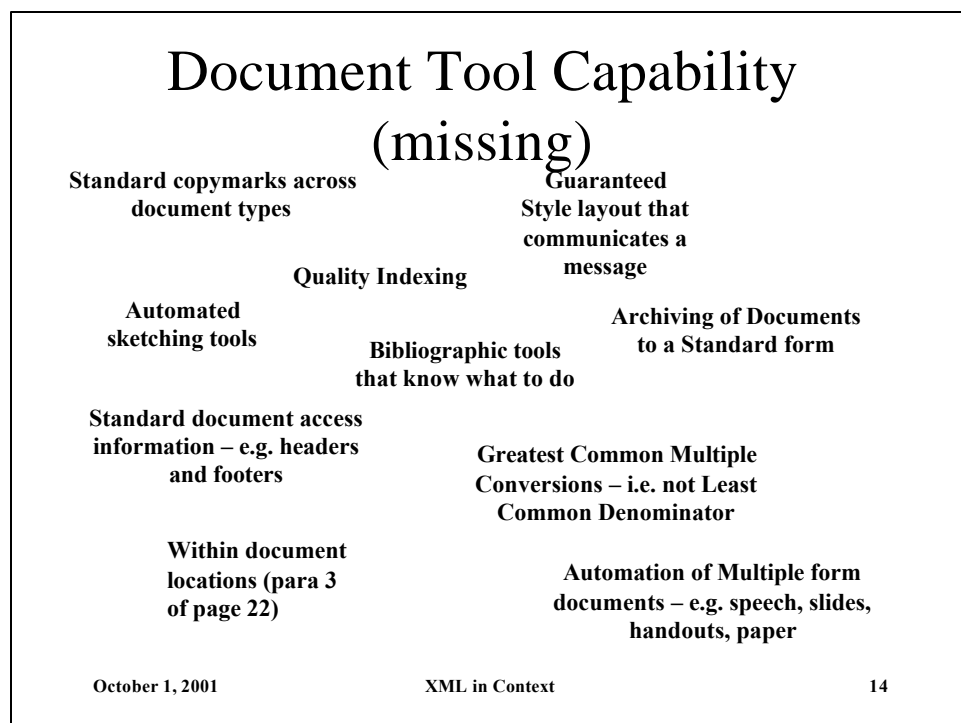 Document Tool Capability
(missing)
Standard copymarks across
document types
Guaranteed
Style layout that
communicates a
message
Quality Indexing
Automated
sketching tools
Archiving of Documents
to a Standard form
Bibliographic tools
that know what to do
Standard document access
information – e.g. headers
and footers
Greatest Common Multiple
Conversions – i.e. not Least
Common Denominator
Within document
locations (para 3
of page 22)
Automation of Multiple form
documents – e.g. speech, slides,
handouts, paper
October 1, 2001
XML in Context
14